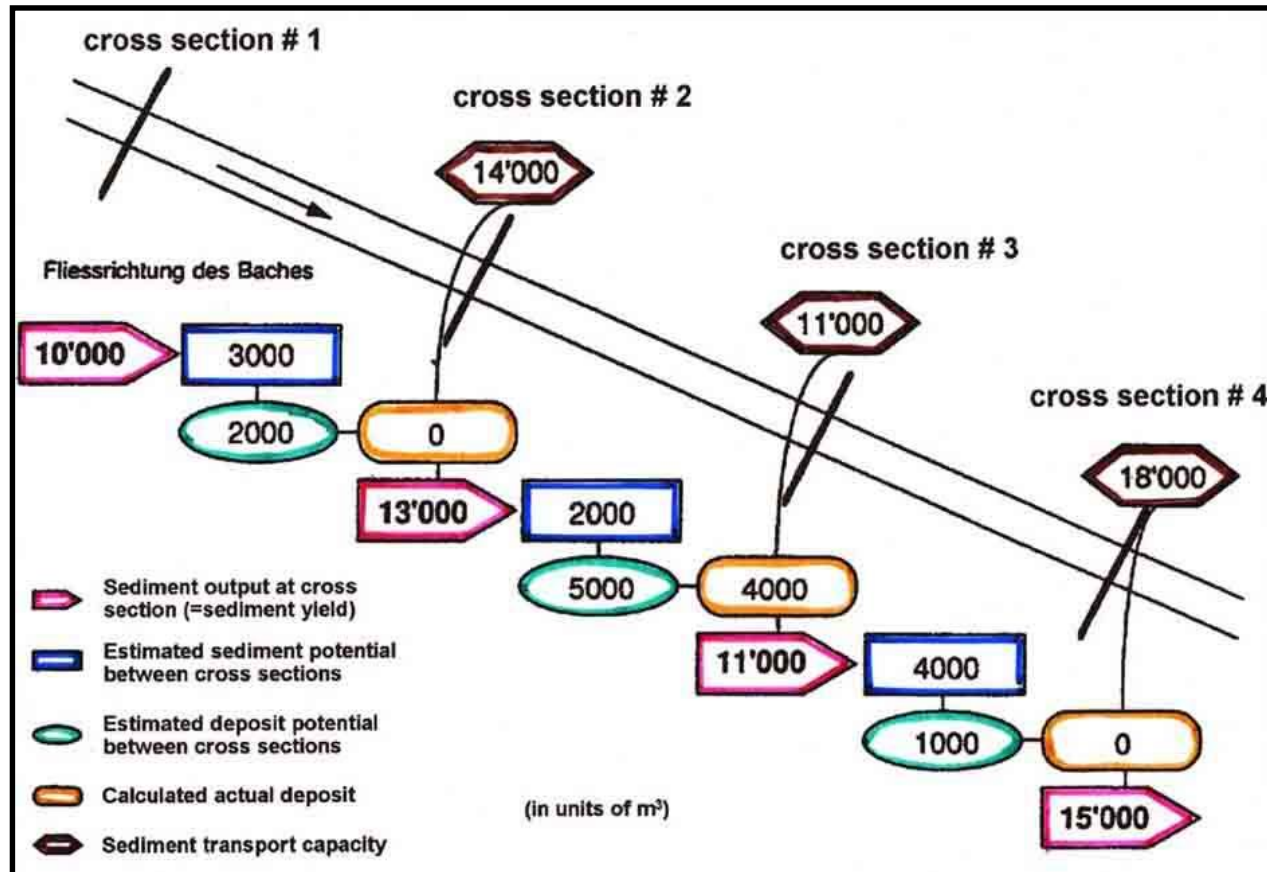 cross section # 1
cross section # 2
14'000
cross section # 3
Fliessrichtung des Baches
11'000
10'000
3000
cross section # 4
2000
0
18'000
13'000
2000
5000
4000
Sediment output at cross
section (=sediment yield)
11'000
4000
Estimated sediment potential
between cross sections
Estimated deposit potential
between cross sections
1000
0
Calculated actual deposit
(in units of m³)
15'000
Sediment transport capacity